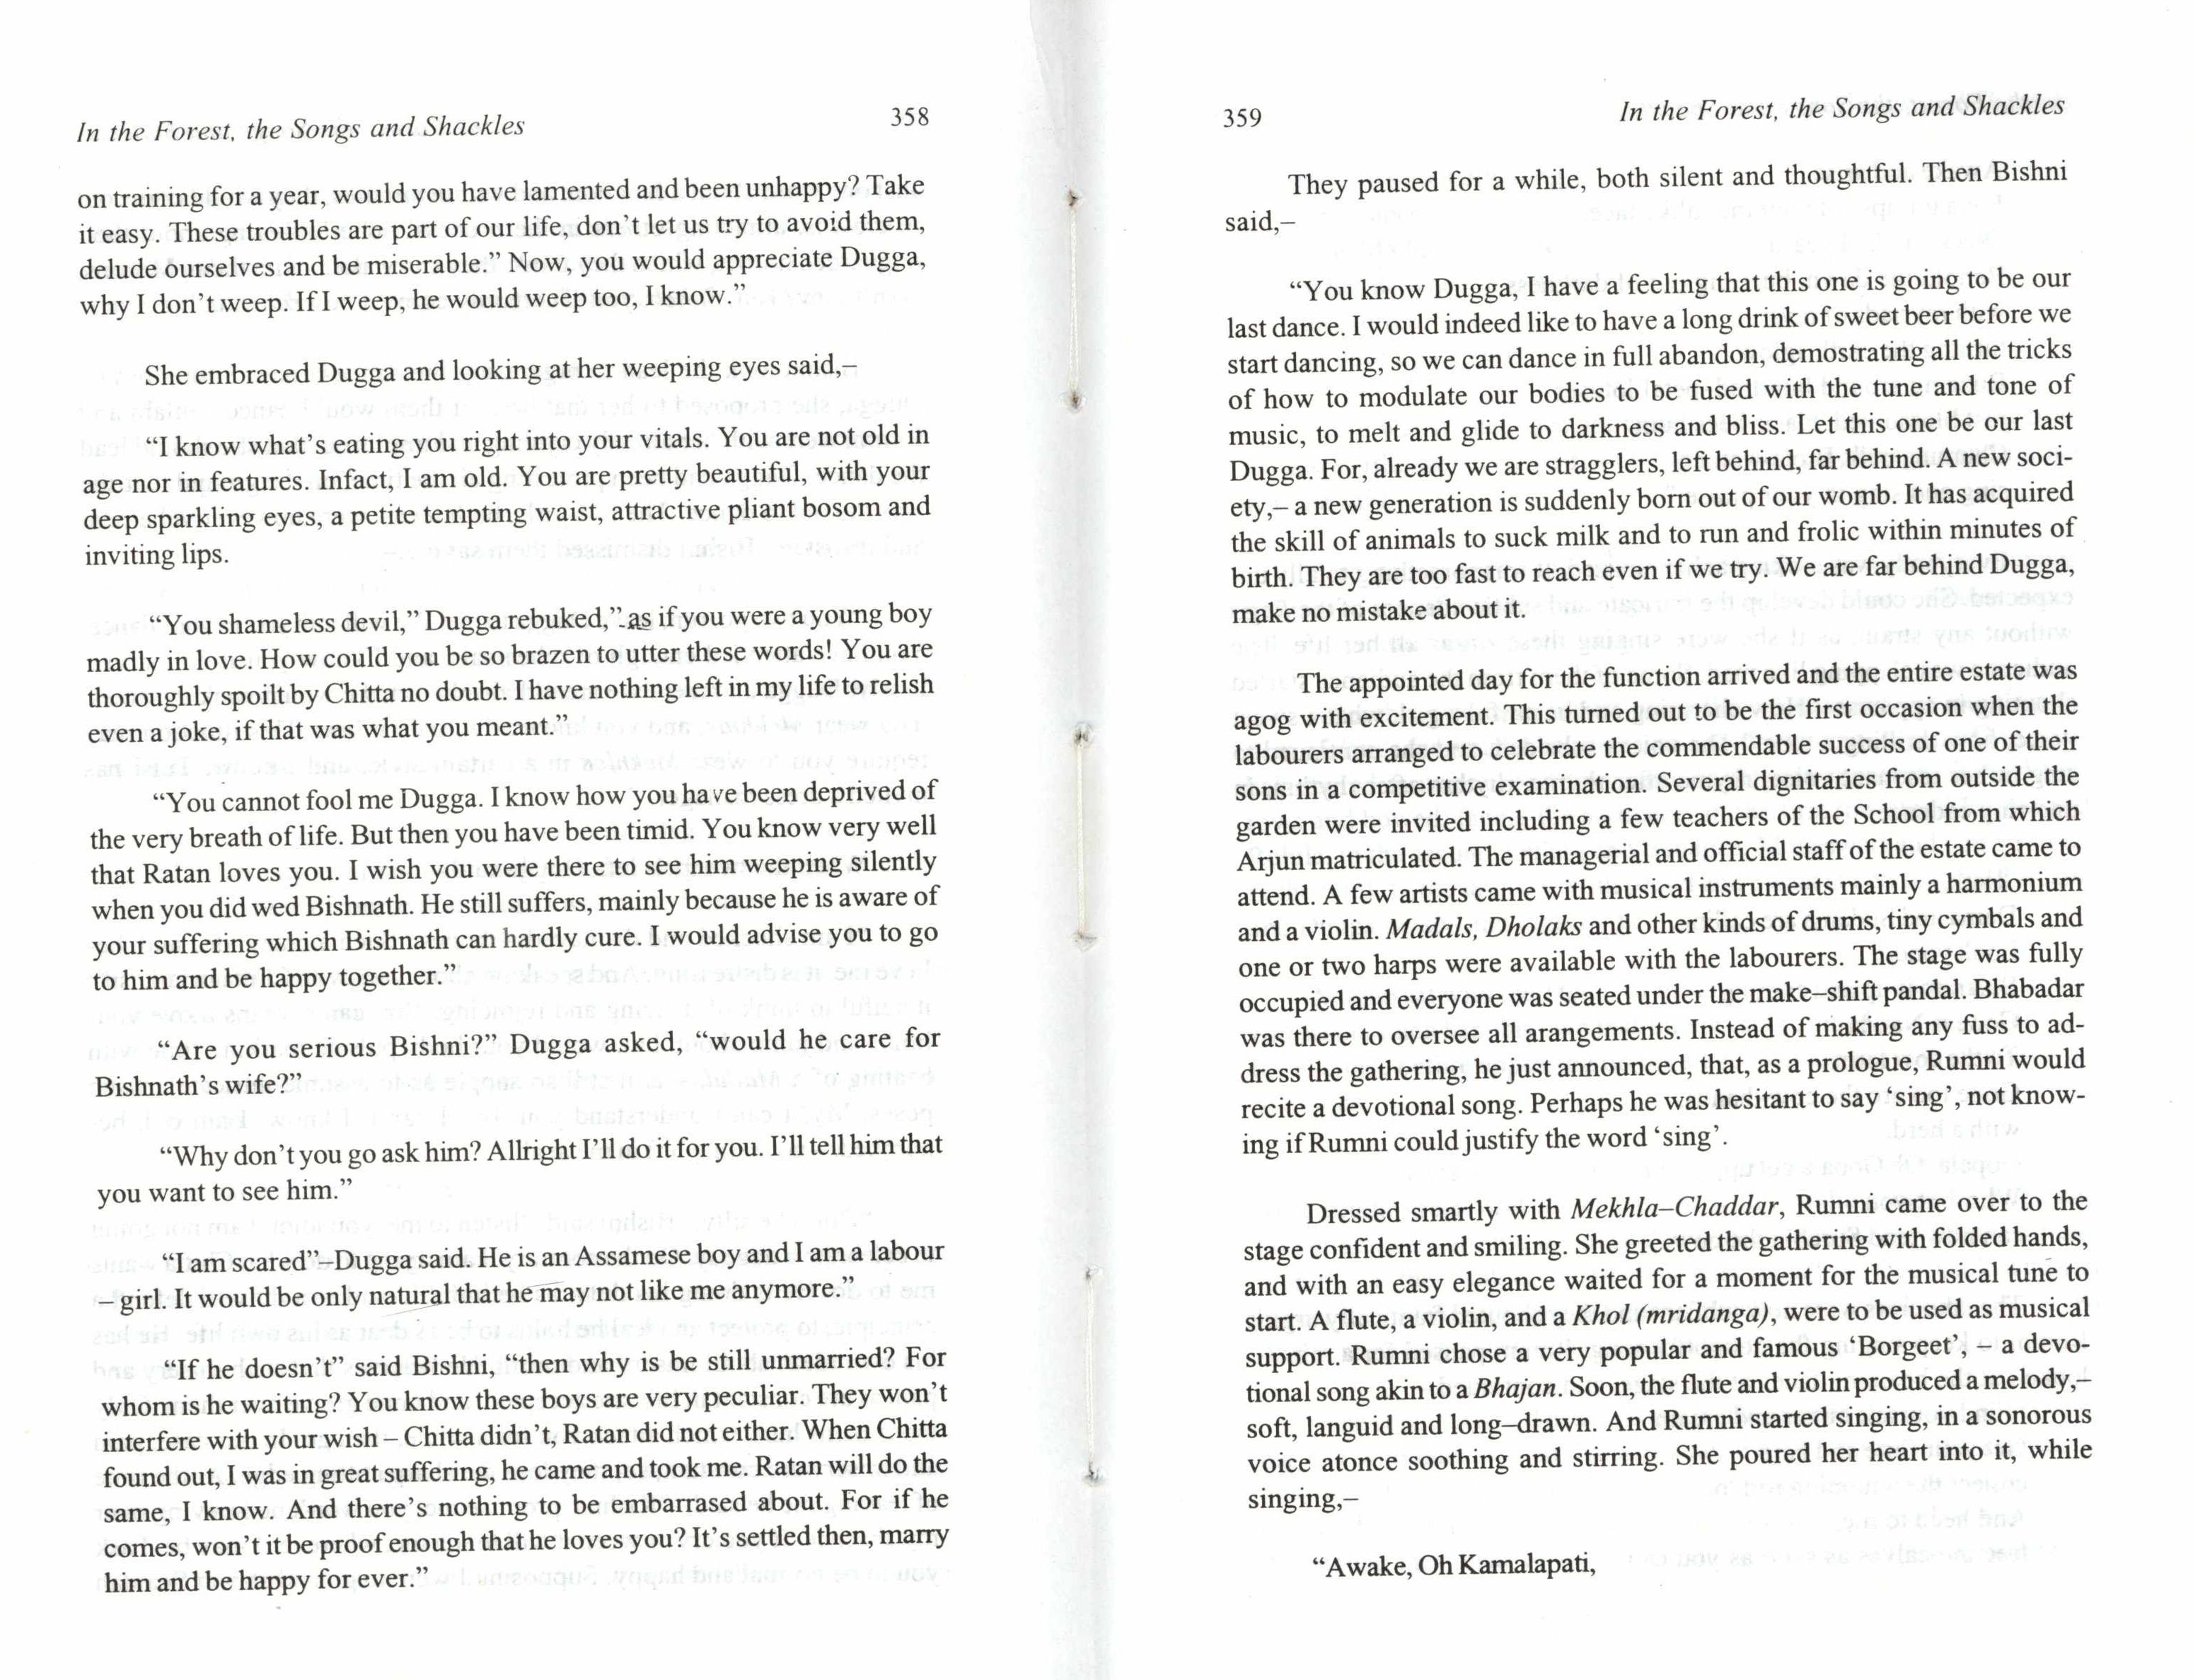 In the Forest, the Songs and Shackles 358
on training for a year, would you have lamented and been unhappy? Take
it easy. These troubles are part of our life, don't let us try to avoid them,
delude ourselves and be miserable.” Now, you would appreciate Dugga,
why I don't weep. If I weep, he would weep too, I know.”
She embraced Dugga and looking at her weeping eyes said,–
“I know what's eating you right into your vitals. You are not old in
age nor in features. Infact, I am old. You are pretty beautiful, with your
deep sparkling eyes, a petite tempting waist, attractive pliant bosom and
inviting lips.
“You shameless devil,” Dugga rebuked,” as if you were a young boy
madly in love. How could you be so brazen to utter these words! You are
thoroughly spoilt by Chitta no doubt. I have nothing left in my life to relish
even a joke, if that was what you meant.”
“You cannot fool me Dugga. I know how you have been deprived of
the very breath of life. But then you have been timid. You know very well
that Ratan loves you. I wish you were there to see him weeping silently
when you did wed Bishnath. He still suffers, mainly because he is aware of
your suffering which Bishnath can hardly cure. I would advise you to go
to him and be happy together.”
“Are you serious Bishni?” Dugga asked, “would he care for
Bishnath's wife?”
“Why don't you go ask him? Allright I'll do it for you. I'll tell him that
you want to see him.”
“I am scared” –Dugga said. He is an Assamese boy and I am a labour
– girl. It would be only natural that he may not like me anymore.”
“If he doesn't” said Bishni, “then why is be still unmarried? For
whom is he waiting? You know these boys are very peculiar. They won't
interfere with your wish – Chitta didn't, Ratan did not either. When Chitta
found out, I was in great suffering, he came and took me. Ratan will do the
same, I know. And there's nothing to be embarrased about. For if he
comes, won't it be proof enough that he loves you? It's settled then, marry
him and be happy for ever.”
359 In the Forest, the Songs and Shackles
They paused for a while, both silent and thoughtful. Then Bishni
said,–
“You know Dugga, I have a feeling that this one is going to be our
last dance. I would indeed like to have a long drink of sweet beer before we
start dancing, so we can dance in full abandon, demostrating all the tricks
of how to modulate our bodies to be fused with the tune and tone of
music, to melt and glide to darkness and bliss. Let this one be our last
Dugga. For, already we are stragglers, left behind, far behind. A new soci-
ety,– a new generation is suddenly born out of our womb. It has acquired
the skill of animals to suck milk and to run and frolic within minutes of
birth. They are too fast to reach even if we try. We are far behind Dugga,
make no mistake about it.
The appointed day for the function arrived and the entire estate was
agog with excitement. This turned out to be the first occasion when the
labourers arranged to celebrate the commendable success of one of their
sons in a competitive examination. Several dignitaries from outside the
garden were invited including a few teachers of the School from which
Arjun matriculated. The managerial and official staff of the estate came to
attend. A few artists came with musical instruments mainly a harmonium
and a violin. Madals, Dholaks and other kinds of drums, tiny cymbals and
one or two harps were available with the labourers. The stage was fully
occupied and everyone was seated under the make–shift pandal. Bhabadar
was there to oversee all arangements. Instead of making any fuss to ad-
dress the gathering, he just announced, that, as a prologue, Rumni would
recite a devotional song. Perhaps he was hesitant to say ‘sing’, not know-
ing if Rumni could justify the word ‘sing’.
Dressed smartly with Mekhla–Chaddar, Rumni came over to the
stage confident and smiling. She greeted the gathering with folded hands,
and with an easy elegance waited for a moment for the musical tune to
start. A flute, a violin, and a Khol (mridanga), were to be used as musical
support. Rumni chose a very popular and famous ‘Borgeet’, – a devo-
tional song akin to a Bhajan. Soon, the flute and violin produced a melody,–
soft, languid and long–drawn. And Rumni started singing, in a sonorous
voice atonce soothing and stirring. She poured her heart into it, while
singing,–
“Awake, Oh Kamalapati,